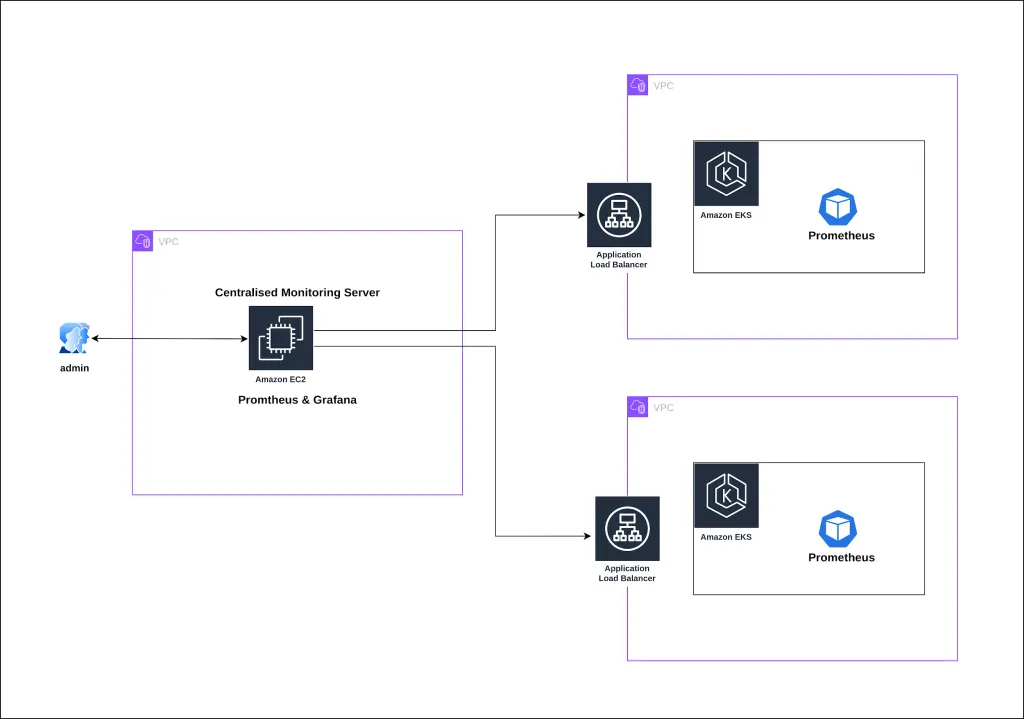 VPC
Amazon EKS
Prometheus
Application
Load Balancer
VPC
Centralised Monitoring Server
Amazon EC2
Promtheus & Grafana
admin
VPC
Amazon EKS
Prometheus
Application
Load Balancer